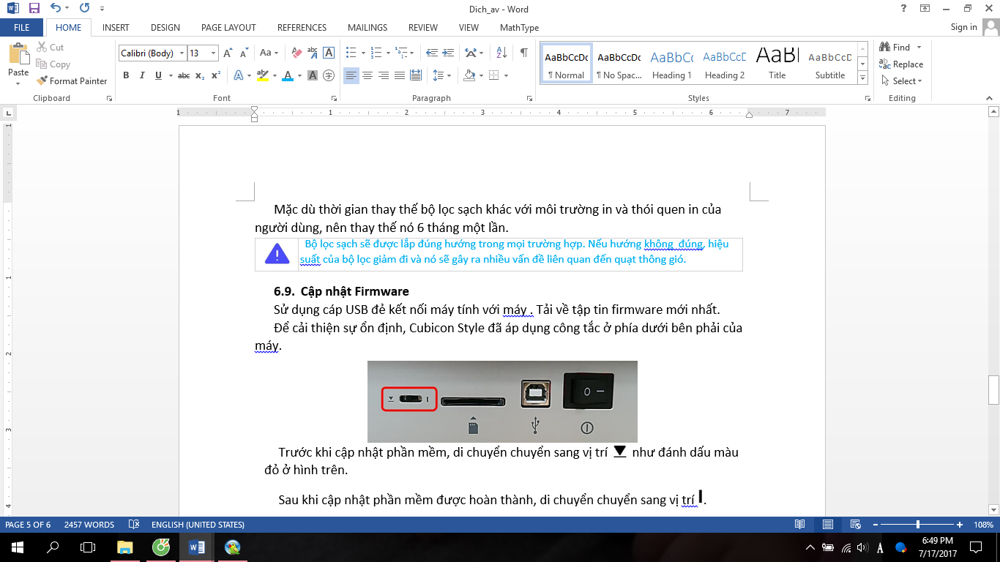 Dich_av - Word
FILE HOME INSERT DESIGN PAGE LAYOUT REFERENCES MAILINGS REVIEW VIEW MathType Sign in
Paste
Cut
Copy
Format Painter
Calibri (Body) 13
AaBbCcDc AaBbCcDc AaBbCc AaBbCcD AaBl AaBbCcD
¶ Normal ¶ No Spac... Heading 1 Heading 2 Title Subtitle
Find
Replace
Select
Clipboard Font Paragraph Styles Editing
1 1 2 3 4 5 6 7
Mặc dù thời gian thay thế bộ lọc sạch khác với môi trường in và thói quen in của
người dùng, nên thay thế nó 6 tháng một lần.
Bộ lọc sạch sẽ được lắp đúng hướng trong mọi trường hợp. Nếu hướng không  đúng, hiệu
suất của bộ lọc giảm đi và nó sẽ gây ra nhiều vấn đề liên quan đến quạt thông gió.
6.9. Cập nhật Firmware
Sử dụng cáp USB đẻ kết nối máy tính với máy . Tải về tập tin firmware mới nhất.
Để cải thiện sự ổn định, Cubicon Style đã áp dụng công tắc ở phía dưới bên phải của
máy.
Trước khi cập nhật phần mềm, di chuyển chuyển sang vị trí như đánh dấu màu
đỏ ở hình trên.
Sau khi cập nhật phần mềm được hoàn thành, di chuyển chuyển sang vị trí I.
PAGE 5 OF 6 2457 WORDS ENGLISH (UNITED STATES) 108%
6:49 PM
7/17/2017